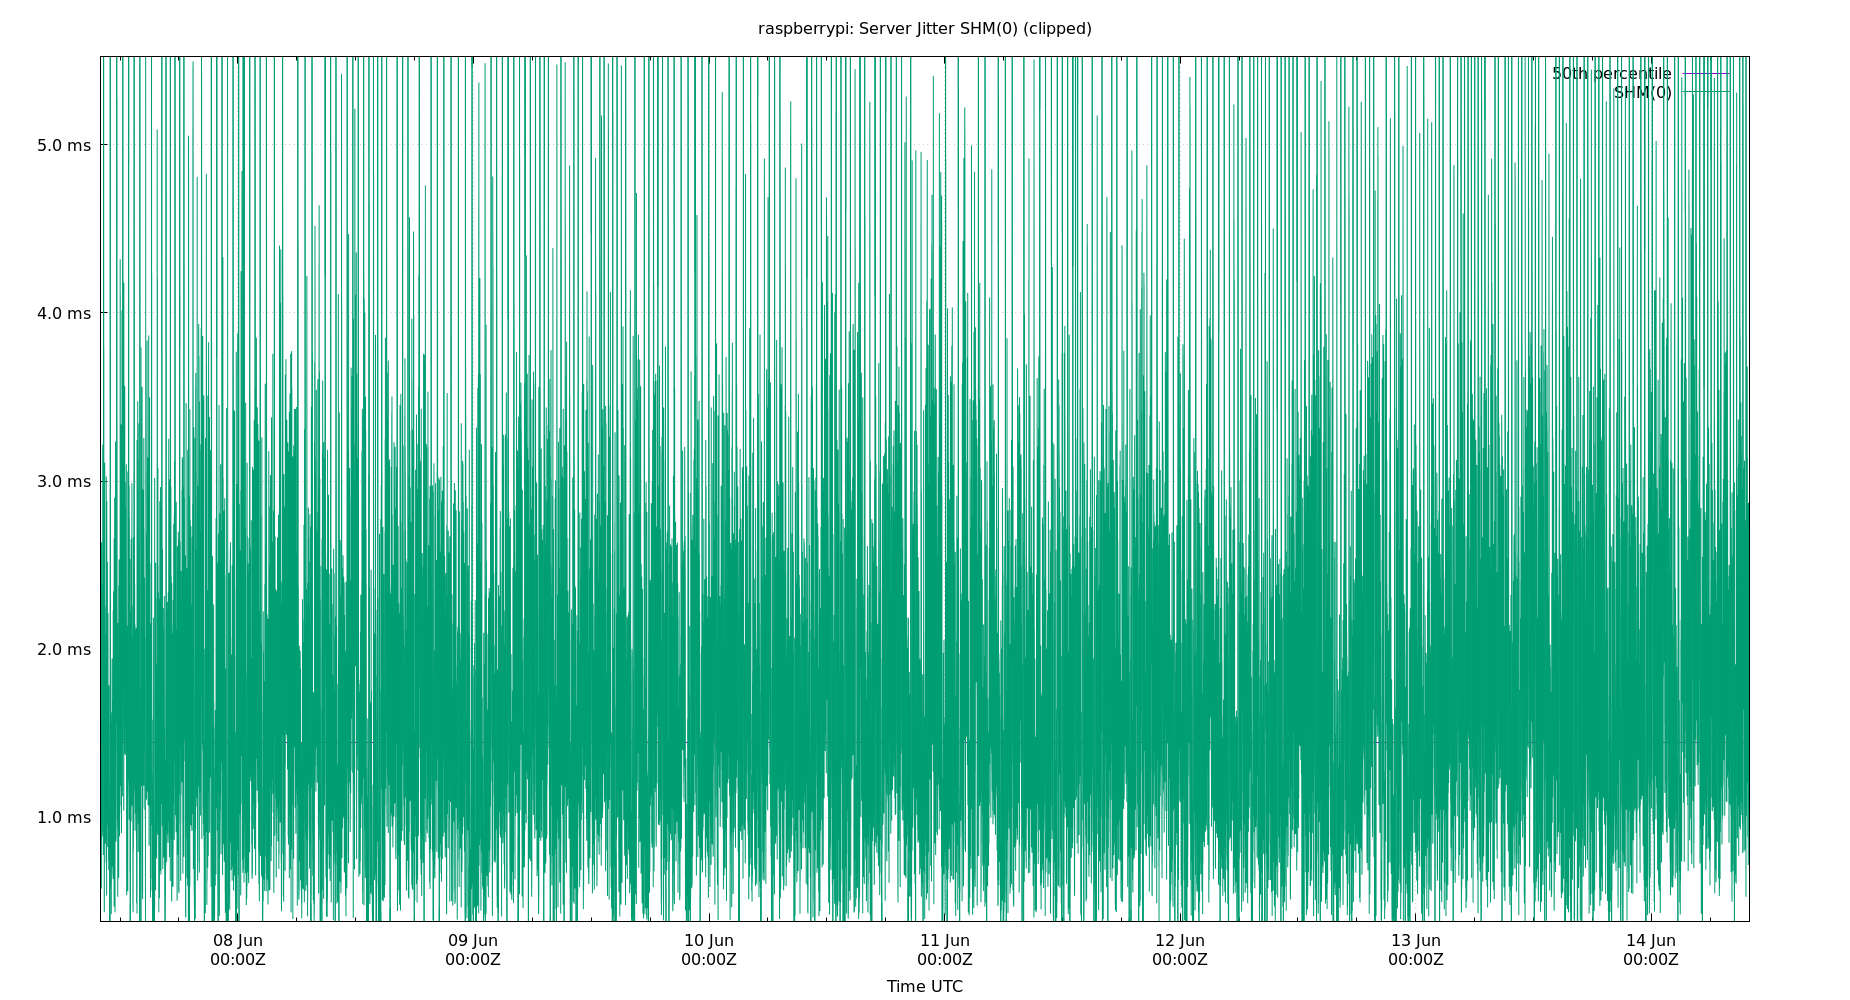 raspberrypi: Server Jitter SHM(0) (clipped)
50th percentile
SHM(0)
5.0 ms
4.0 ms
3.0 ms
2.0 ms
1.0 ms
08 Jun 09 Jun 10 Jun 11 Jun 12 Jun 13 Jun 14 Jun
00:00Z 00:00Z 00:00Z 00:00Z 00:00Z 00:00Z 00:00Z
Time UTC